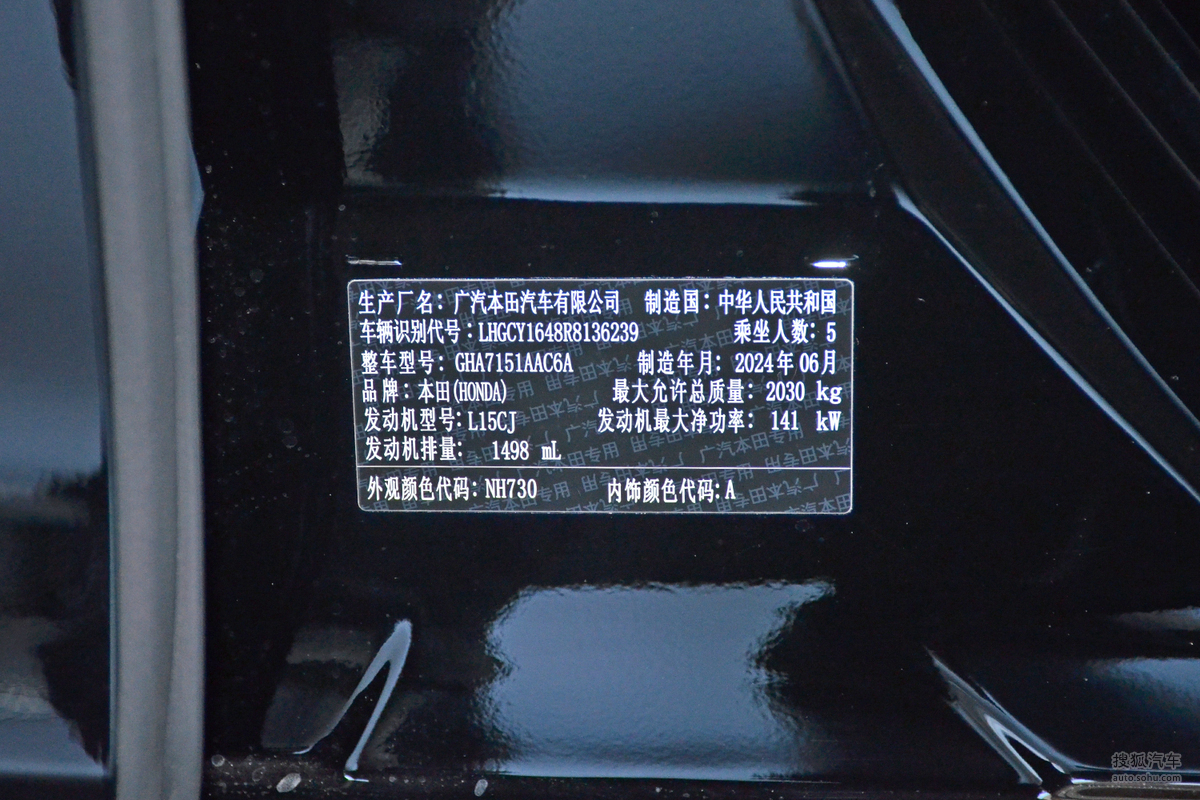 生产厂名：广汽本田汽车有限公司 制造国：中华人民共和国
车辆识别代号：LHGCY1648R8136239 乘坐人数：5
整车型号：GHA7151AAC6A 制造年月：2024年06月
品牌：本田(HONDA) 最大允许总质量：2030 kg
发动机型号：L15CJ 发动机最大净功率：141 kW
发动机排量：1498 mL
外观颜色代码：NH730 内饰颜色代码：A
搜狐汽车
auto.sohu.com